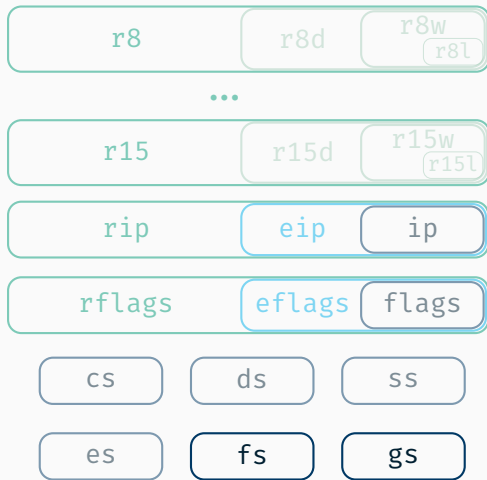 r8 r8d r8w
r8l
...
r15 r15d r15w
r15l
rip eip ip
rflags eflags flags
cs ds ss
es fs gs